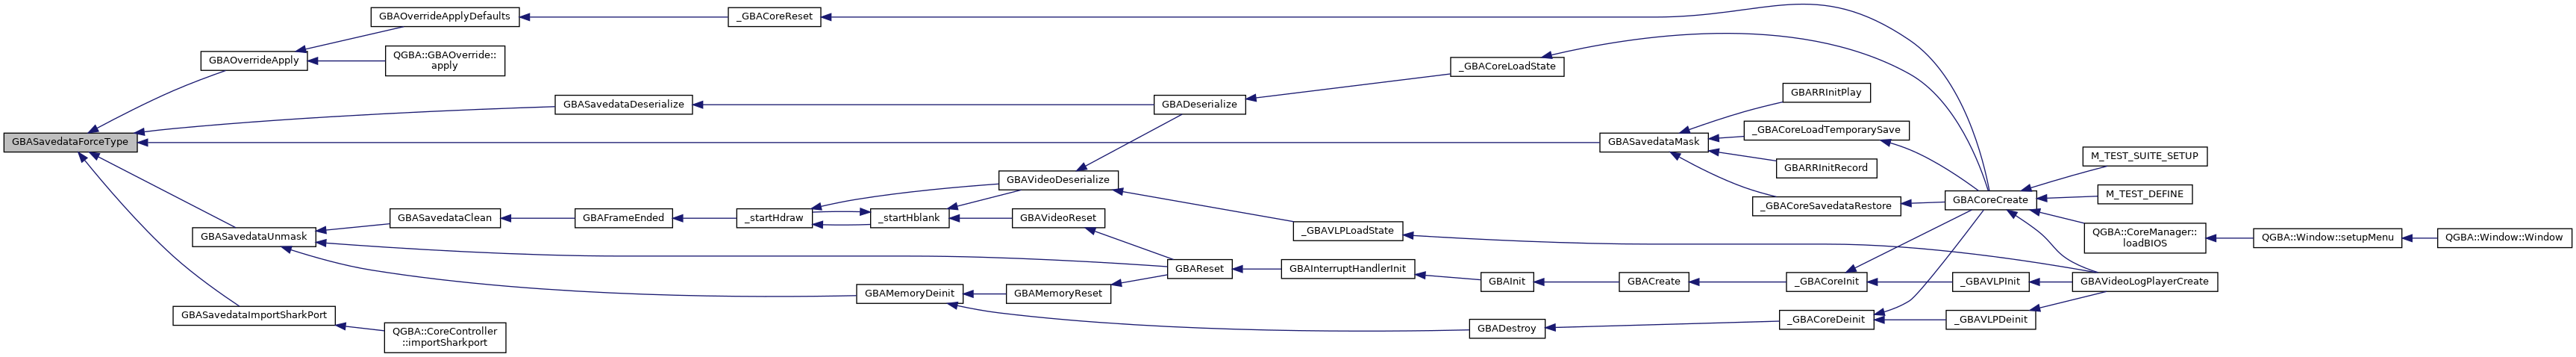 GBASavedataForceType
GBAOverrideApply
GBAOverrideApplyDefaults
_GBACoreReset
QGBA::GBAOverride::
apply
GBASavedataDeserialize
GBADeserialize
_GBACoreLoadState
GBASavedataMask
GBARRInitPlay
_GBACoreLoadTemporarySave
GBARRInitRecord
_GBACoreSavedataRestore
GBACoreCreate
M_TEST_SUITE_SETUP
M_TEST_DEFINE
QGBA::CoreManager::
loadBIOS
QGBA::Window::setupMenu
QGBA::Window::Window
GBAVideoLogPlayerCreate
GBASavedataUnmask
GBASavedataClean
GBAFrameEnded
_startHdraw
_startHblank
GBAVideoDeserialize
GBAVideoReset
_GBAVLPLoadState
GBAReset
GBAInterruptHandlerInit
GBAInit
GBACreate
_GBACoreInit
_GBAVLPInit
GBAMemoryDeinit
GBAMemoryReset
GBADestroy
_GBACoreDeinit
_GBAVLPDeinit
GBASavedataImportSharkPort
QGBA::CoreController
::importSharkport